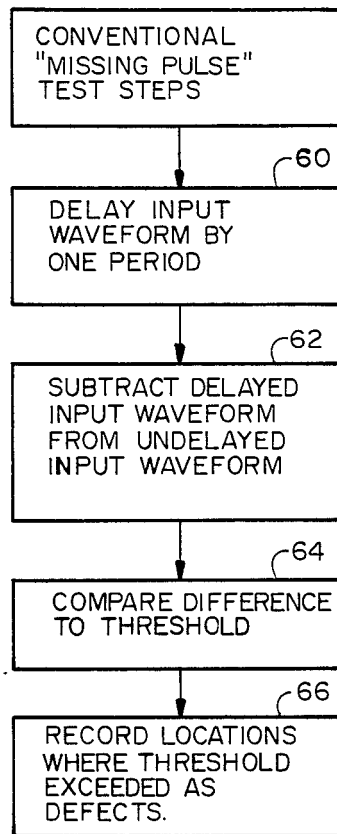 CONVENTIONAL
"MISSING PULSE"
TEST STEPS
60
DELAY INPUT
WAVEFORM BY
ONE PERIOD
62
SUBTRACT DELAYED
INPUT WAVEFORM
FROM UNDELAYED
INPUT WAVEFORM
64
COMPARE DIFFERENCE
TO THRESHOLD
66
RECORD LOCATIONS
WHERE THRESHOLD
EXCEEDED AS
DEFECTS.